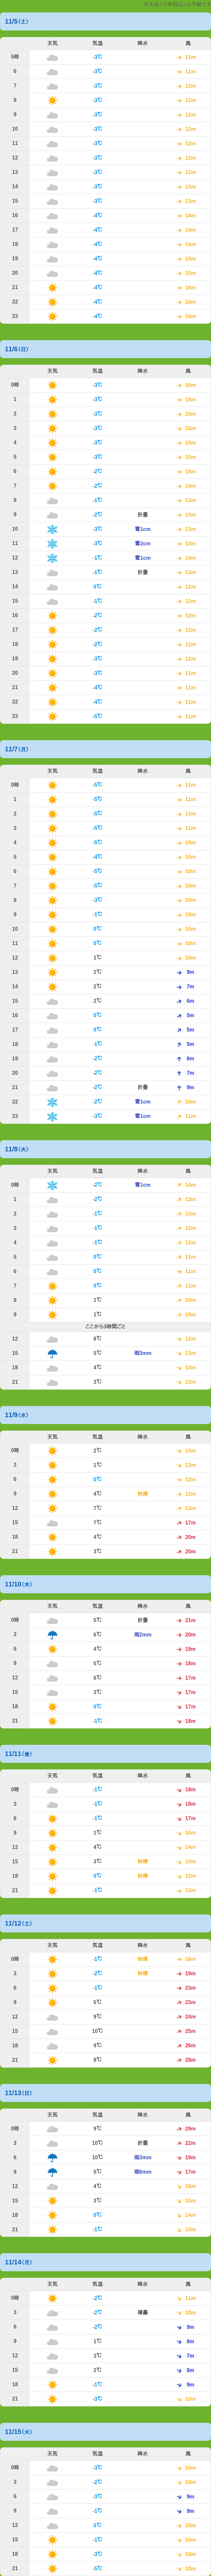 11/5(土)
天気 気温 降水 風
5時 -3℃ 11m
6 -3℃ 11m
7 -3℃ 12m
8 -3℃ 12m
9 -3℃ 12m
10 -3℃ 12m
11 -3℃ 12m
12 -3℃ 12m
13 -3℃ 12m
14 -3℃ 13m
15 -3℃ 13m
16 -4℃ 14m
17 -4℃ 14m
18 -4℃ 14m
19 -4℃ 15m
20 -4℃ 15m
21 -4℃ 16m
22 -4℃ 16m
23 -4℃ 16m
11/6(日)
天気 気温 降水 風
0時 -3℃ 16m
1 -3℃ 15m
2 -3℃ 15m
3 -3℃ 15m
4 -3℃ 15m
5 -3℃ 15m
6 -2℃ 15m
7 -2℃ 14m
8 -1℃ 13m
9 -2℃ 折曇 13m
10 -3℃ 雪1cm 13m
11 -3℃ 雪2cm 13m
12 -1℃ 雪1cm 14m
13 -1℃ 折曇 13m
14 0℃ 12m
15 -1℃ 12m
16 -2℃ 12m
17 -2℃ 12m
18 -2℃ 12m
19 -3℃ 12m
20 -3℃ 11m
21 -4℃ 11m
22 -4℃ 11m
23 -5℃ 11m
11/7(月)
天気 気温 降水 風
0時 -5℃ 11m
1 -5℃ 11m
2 -5℃ 11m
3 -5℃ 11m
4 -5℃ 10m
5 -4℃ 10m
6 -5℃ 10m
7 -5℃ 10m
8 -3℃ 10m
9 -1℃ 10m
10 0℃ 10m
11 0℃ 10m
12 1℃ 10m
13 2℃ 9m
14 2℃ 7m
15 2℃ 6m
16 0℃ 5m
17 0℃ 5m
18 -1℃ 5m
19 -2℃ 6m
20 -2℃ 7m
21 -2℃ 折曇 9m
22 -2℃ 雪1cm 10m
23 -3℃ 雪1cm 11m
11/8(火)
天気 気温 降水 風
0時 -2℃ 雪1cm 14m
1 -2℃ 13m
2 -1℃ 13m
3 -1℃ 12m
4 -1℃ 12m
5 0℃ 11m
6 0℃ 11m
7 0℃ 11m
8 1℃ 10m
9 1℃ 10m
ここから3時間ごと
12 8℃ 12m
15 5℃ 雨3mm 13m
18 4℃ 13m
21 3℃ 13m
11/9(水)
天気 気温 降水 風
0時 2℃ 14m
3 1℃ 13m
6 0℃ 12m
9 4℃ 快晴 12m
12 7℃ 13m
15 7℃ 17m
18 4℃ 20m
21 3℃ 20m
11/10(木)
天気 気温 降水 風
0時 5℃ 折曇 21m
3 6℃ 雨2mm 20m
6 4℃ 19m
9 5℃ 18m
12 6℃ 17m
15 3℃ 17m
18 0℃ 17m
21 -1℃ 18m
11/11(金)
天気 気温 降水 風
0時 -1℃ 18m
3 -1℃ 18m
6 -1℃ 17m
9 1℃ 16m
12 4℃ 14m
15 3℃ 快晴 13m
18 0℃ 快晴 12m
21 -1℃ 13m
11/12(土)
天気 気温 降水 風
0時 -1℃ 快晴 16m
3 -2℃ 快晴 19m
6 -1℃ 23m
9 5℃ 23m
12 9℃ 24m
15 10℃ 25m
18 9℃ 26m
21 8℃ 28m
11/13(日)
天気 気温 降水 風
0時 9℃ 29m
3 10℃ 折曇 22m
6 10℃ 雨3mm 19m
9 5℃ 雨6mm 17m
12 4℃ 16m
15 3℃ 15m
18 0℃ 14m
21 -1℃ 13m
11/14(月)
天気 気温 降水 風
0時 -2℃ 11m
3 -2℃ 薄曇 10m
6 -2℃ 9m
9 1℃ 8m
12 3℃ 7m
15 2℃ 8m
18 -1℃ 9m
21 -3℃ 10m
11/15(火)
天気 気温 降水 風
0時 -3℃ 10m
3 -2℃ 10m
6 -3℃ 9m
9 -1℃ 9m
12 0℃ 10m
15 -1℃ 10m
18 -3℃ 10m
21 -5℃ 10m